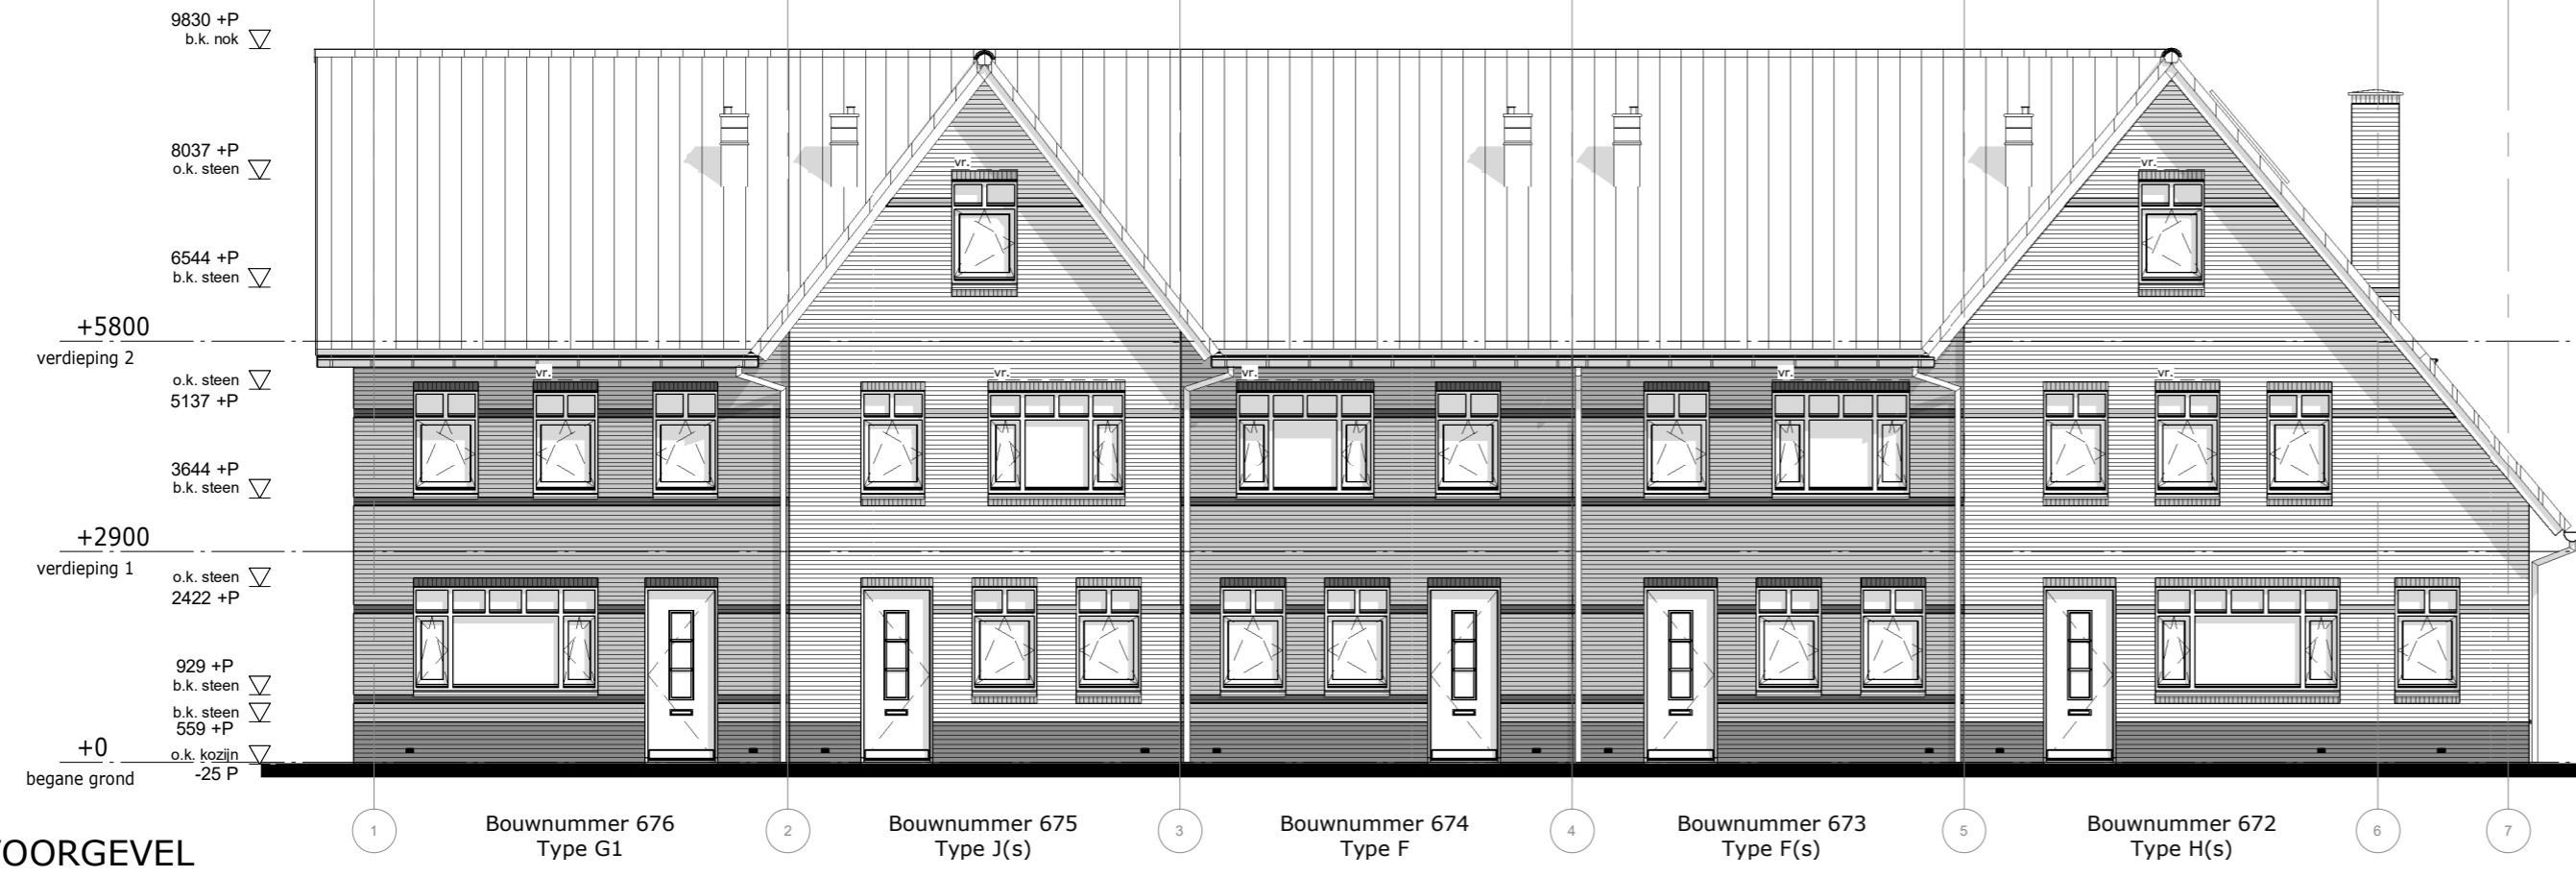 9830 +P
b.k. nok
8037 +P
o.k. steen
6544 +P
b.k. steen
+5800
verdieping 2
o.k. steen
5137 +P
3644 +P
b.k. steen
+2900
verdieping 1
o.k. steen
2422 +P
929 +P
b.k. steen
b.k. steen
559 +P
+0
begane grond
o.k. kozijn
-25 P
vr.
vr.
vr.
vr.
vr.
vr.
vr.
1
Bouwnummer 676
Type G1
2
Bouwnummer 675
Type J(s)
3
Bouwnummer 674
Type F
4
Bouwnummer 673
Type F(s)
5
Bouwnummer 672
Type H(s)
6
7
VOORGEVEL